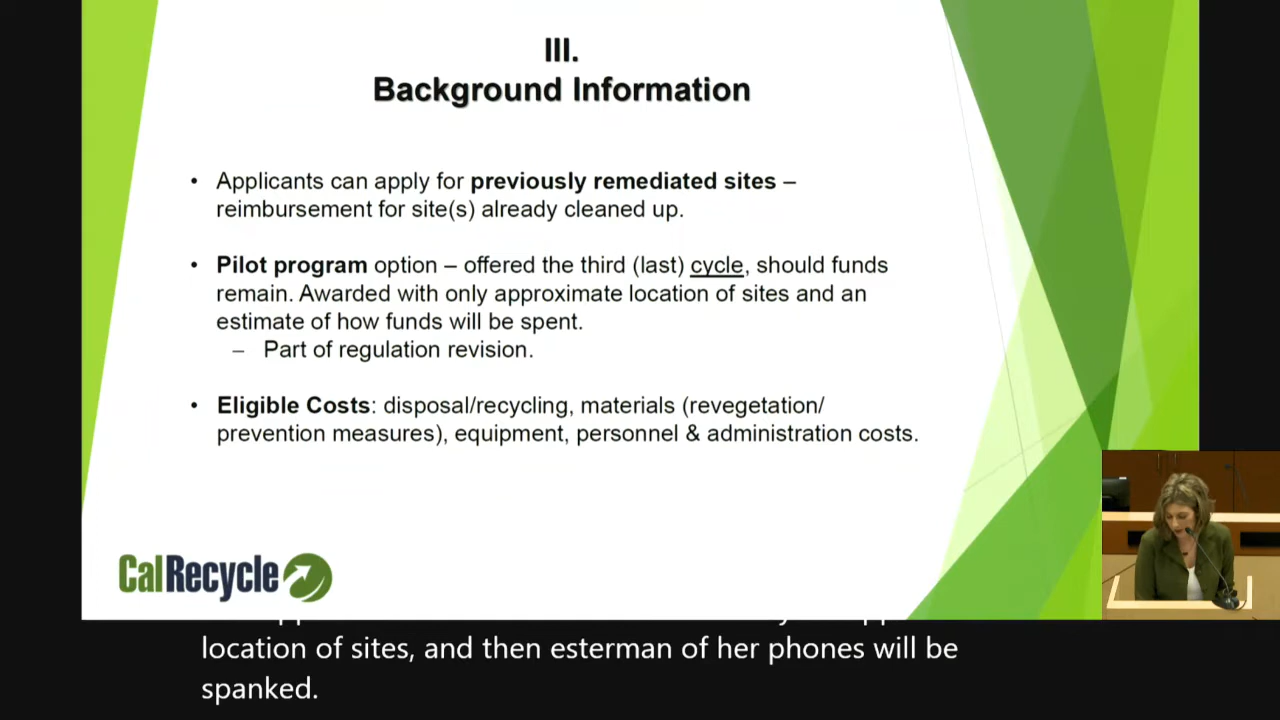 III.
Background Information
• Applicants can apply for previously remediated sites –
reimbursement for site(s) already cleaned up.
• Pilot program option – offered the third (last) cycle, should funds
remain. Awarded with only approximate location of sites and an
estimate of how funds will be spent.
– Part of regulation revision.
• Eligible Costs: disposal/recycling, materials (revegetation/
prevention measures), equipment, personnel & administration costs.
CalRecycle
location of sites, and then esterman of her phones will be
spanked.